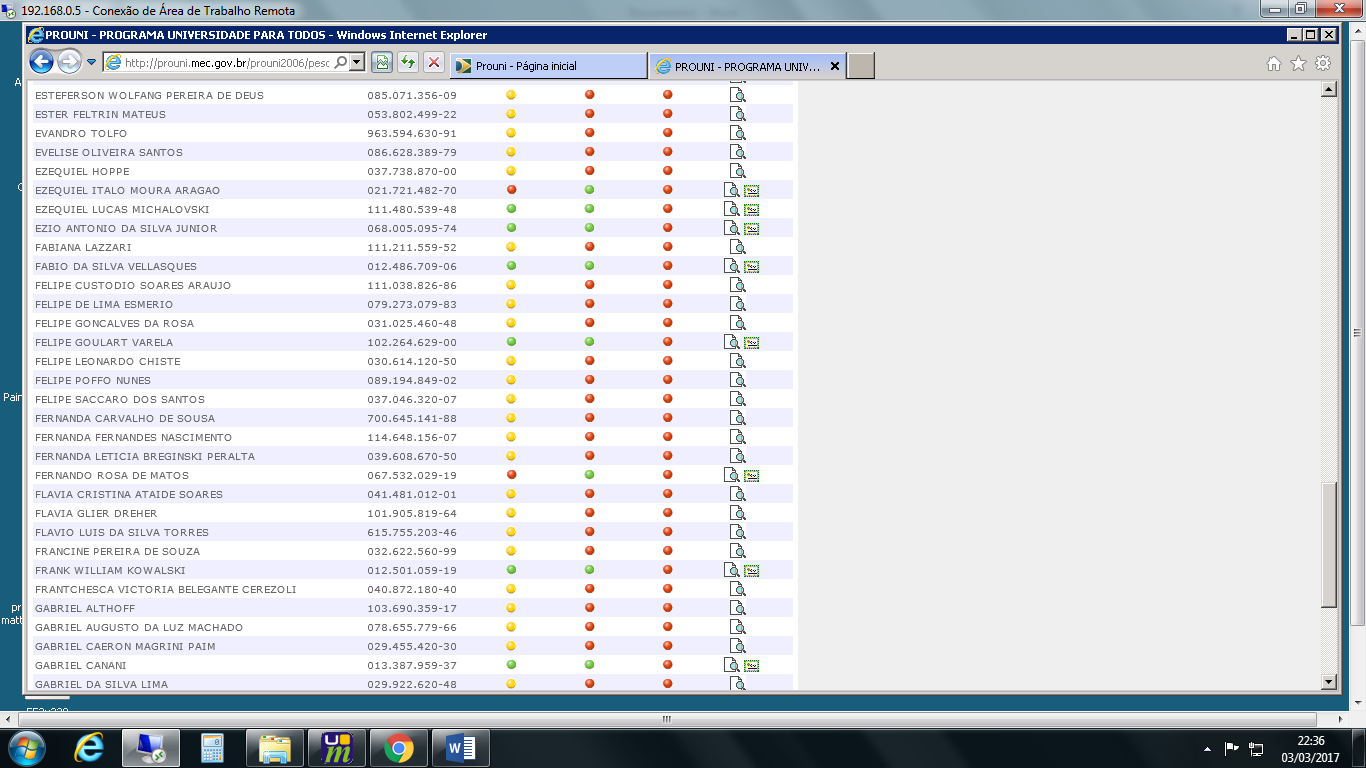 192.168.0.5 - Conexão de Área de Trabalho Remota
PROUNI - PROGRAMA UNIVERSIDADE PARA TODOS - Windows Internet Explorer
http://prouni.mec.gov.br/prouni2006/pesc
Prouni - Página inicial
PROUNI - PROGRAMA UNIV...
ESTEFERSON WOLFANG PEREIRA DE DEUS 085.071.356-09
ESTER FELTRIN MATEUS 053.802.499-22
EVANDRO TOLFO 963.594.630-91
EVELISE OLIVEIRA SANTOS 086.628.389-79
EZEQUIEL HOPPE 037.738.870-00
EZEQUIEL ITALO MOURA ARAGAO 021.721.482-70
EZEQUIEL LUCAS MICHALOVSKI 111.480.539-48
EZIO ANTONIO DA SILVA JUNIOR 068.005.095-74
FABIANA LAZZARI 111.211.559-52
FABIO DA SILVA VELLASQUES 012.486.709-06
FELIPE CUSTODIO SOARES ARAUJO 111.038.826-86
FELIPE DE LIMA ESMERIO 079.273.079-83
FELIPE GONCALVES DA ROSA 031.025.460-48
FELIPE GOULART VARELA 102.264.629-00
FELIPE LEONARDO CHISTE 030.614.120-50
FELIPE POFFO NUNES 089.194.849-02
FELIPE SACCARO DOS SANTOS 037.046.320-07
FERNANDA CARVALHO DE SOUSA 700.645.141-88
FERNANDA FERNANDES NASCIMENTO 114.648.156-07
FERNANDA LETICIA BREGINSKI PERALTA 039.608.670-50
FERNANDO ROSA DE MATOS 067.532.029-19
FLAVIA CRISTINA ATAIDE SOARES 041.481.012-01
FLAVIA GLIER DREHER 101.905.819-64
FLAVIO LUIS DA SILVA TORRES 615.755.203-46
FRANCINE PEREIRA DE SOUZA 032.622.560-99
FRANK WILLIAM KOWALSKI 012.501.059-19
FRANTCHESCA VICTORIA BELEGANTE CEREZOLI 040.872.180-40
GABRIEL ALTHOFF 103.690.359-17
GABRIEL AUGUSTO DA LUZ MACHADO 078.655.779-66
GABRIEL CAERON MAGRINI PAIM 029.455.420-30
GABRIEL CANANI 013.387.959-37
GABRIEL DA SILVA LIMA 029.922.620-48
Pain
pr
matt
22:36
03/03/2017